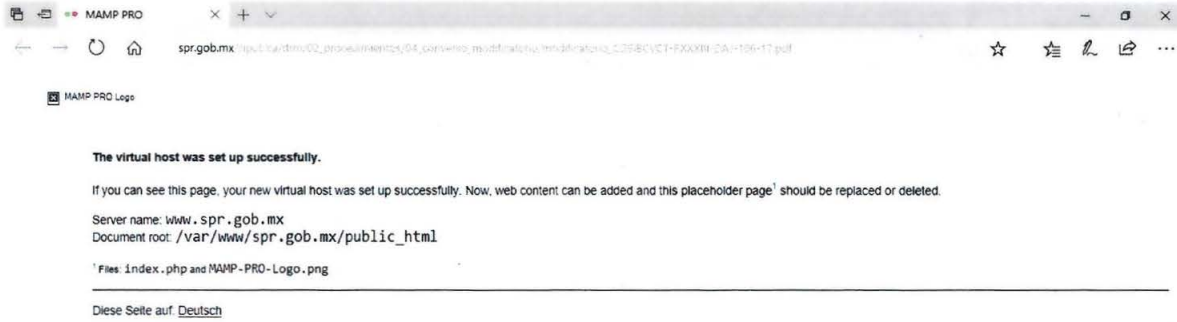 MAMP PRO
spr.gob.mx
MAMP PRO Logo
The virtual host was set up successfully.
If you can see this page, your new virtual host was set up successfully. Now, web content can be added and this placeholder page¹ should be replaced or deleted.
Server name: www.spr.gob.mx
Document root: /var/www/spr.gob.mx/public_html
¹ Files: index.php and MAMP-PRO-Logo.png
Diese Seite auf: Deutsch